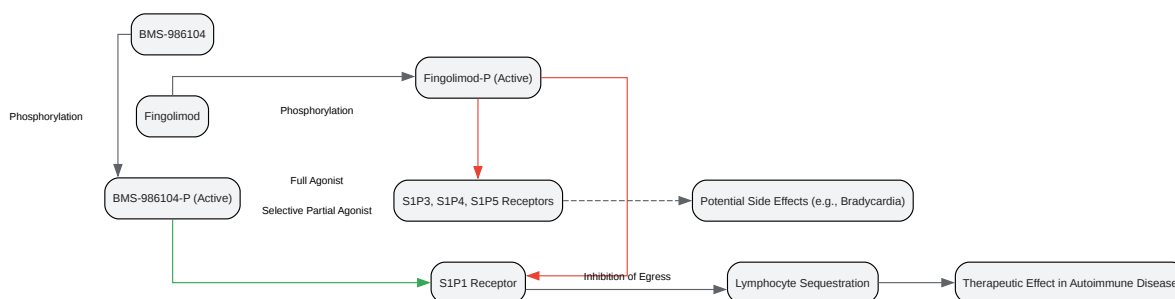 BMS-986104
Fingolimod-P (Active)
Phosphorylation
Fingolimod
Phosphorylation
Full Agonist
BMS-986104-P (Active)
S1P3, S1P4, S1P5 Receptors
Potential Side Effects (e.g., Bradycardia)
Selective Partial Agonist
Inhibition of Egress
S1P1 Receptor
Lymphocyte Sequestration
Therapeutic Effect in Autoimmune Disease